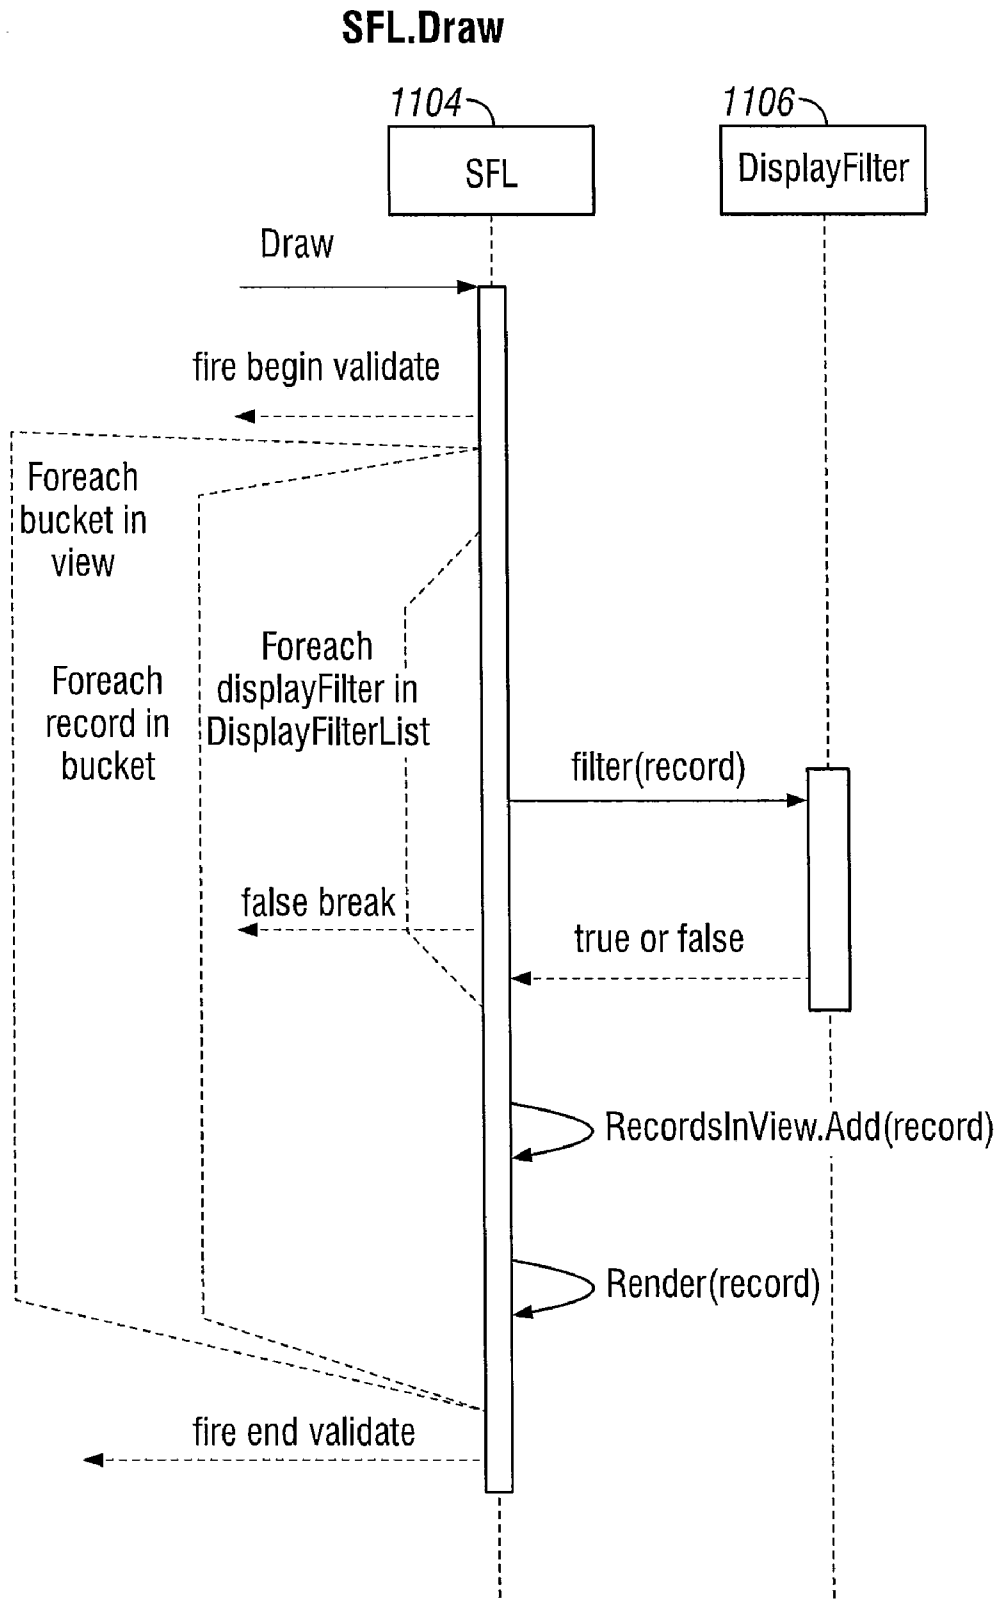 SFL.Draw
1104
1106
SFL
DisplayFilter
Draw
fire begin validate
Foreach
bucket in
view
Foreach
displayFilter in
DisplayFilterList
Foreach
record in
bucket
filter(record)
false break
true or false
RecordsInView.Add(record)
Render(record)
fire end validate